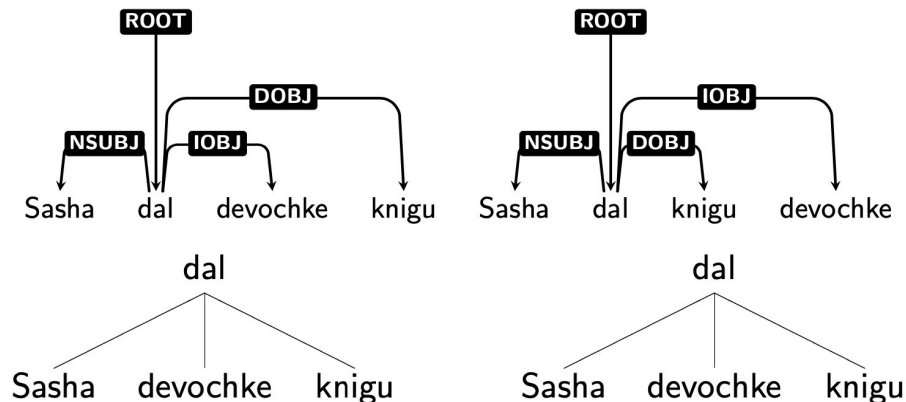 ROOT ROOT
DOBJ IOBJ
NSUBJ IOBJ NSUBJ DOBJ
Sasha dal devochke knigu Sasha dal knigu devochke
dal dal
Sasha devochke knigu Sasha devochke knigu